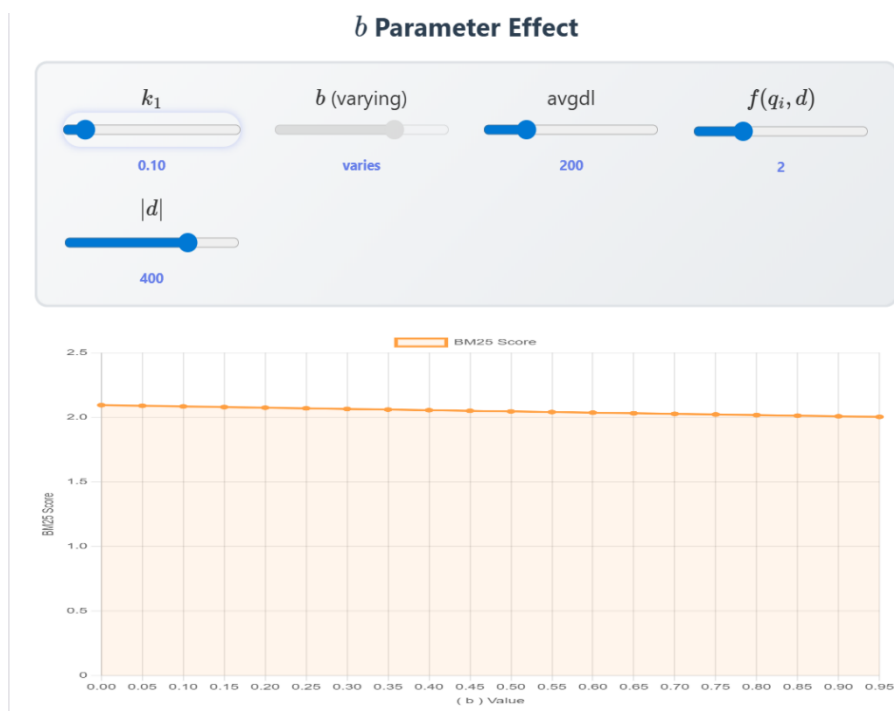 b Parameter Effect
k₁ b (varying) avgdl f(qᵢ, d)
0.10 varies 200 2
|d|
400
BM25 Score
2.5
2.0
1.5
1.0
0.5
0
BM25 Score
0.00 0.05 0.10 0.15 0.20 0.25 0.30 0.35 0.40 0.45 0.50 0.55 0.60 0.65 0.70 0.75 0.80 0.85 0.90 0.95
( b ) Value